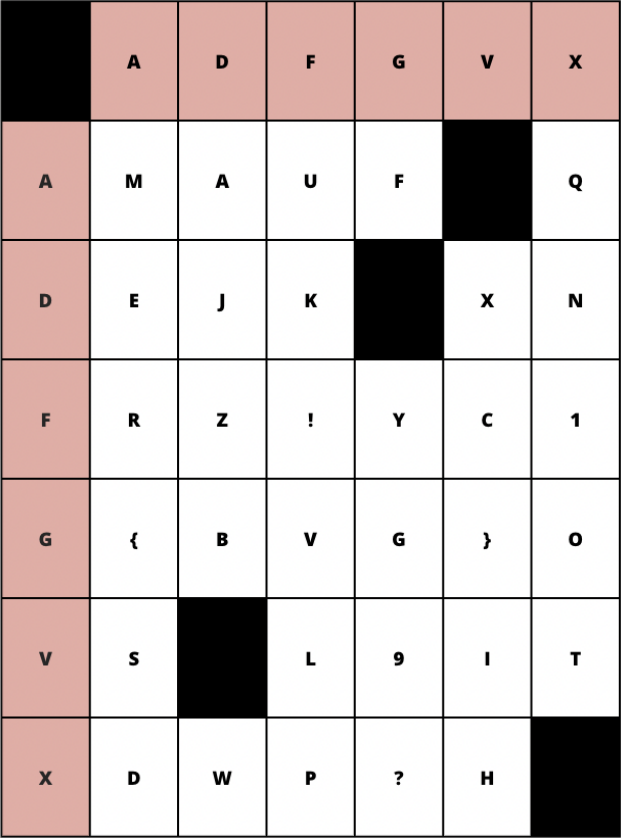 A D F G V X
A M A U F Q
D E J K X N
F R Z ! Y C 1
G { B V G } O
V S L 9 I T
X D W P ? H